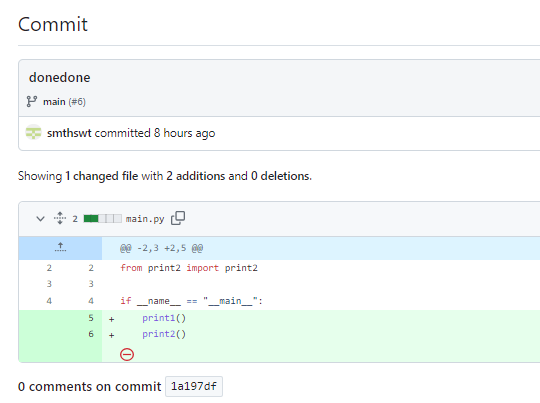 Commit
donedone
main (#6)
smthswt committed 8 hours ago
Showing 1 changed file with 2 additions and 0 deletions.
2 main.py
@@ -2,3 +2,5 @@
2 2 from print2 import print2
3 3
4 4 if __name__ == "__main__":
5 + print1()
6 + print2()
0 comments on commit 1a197df